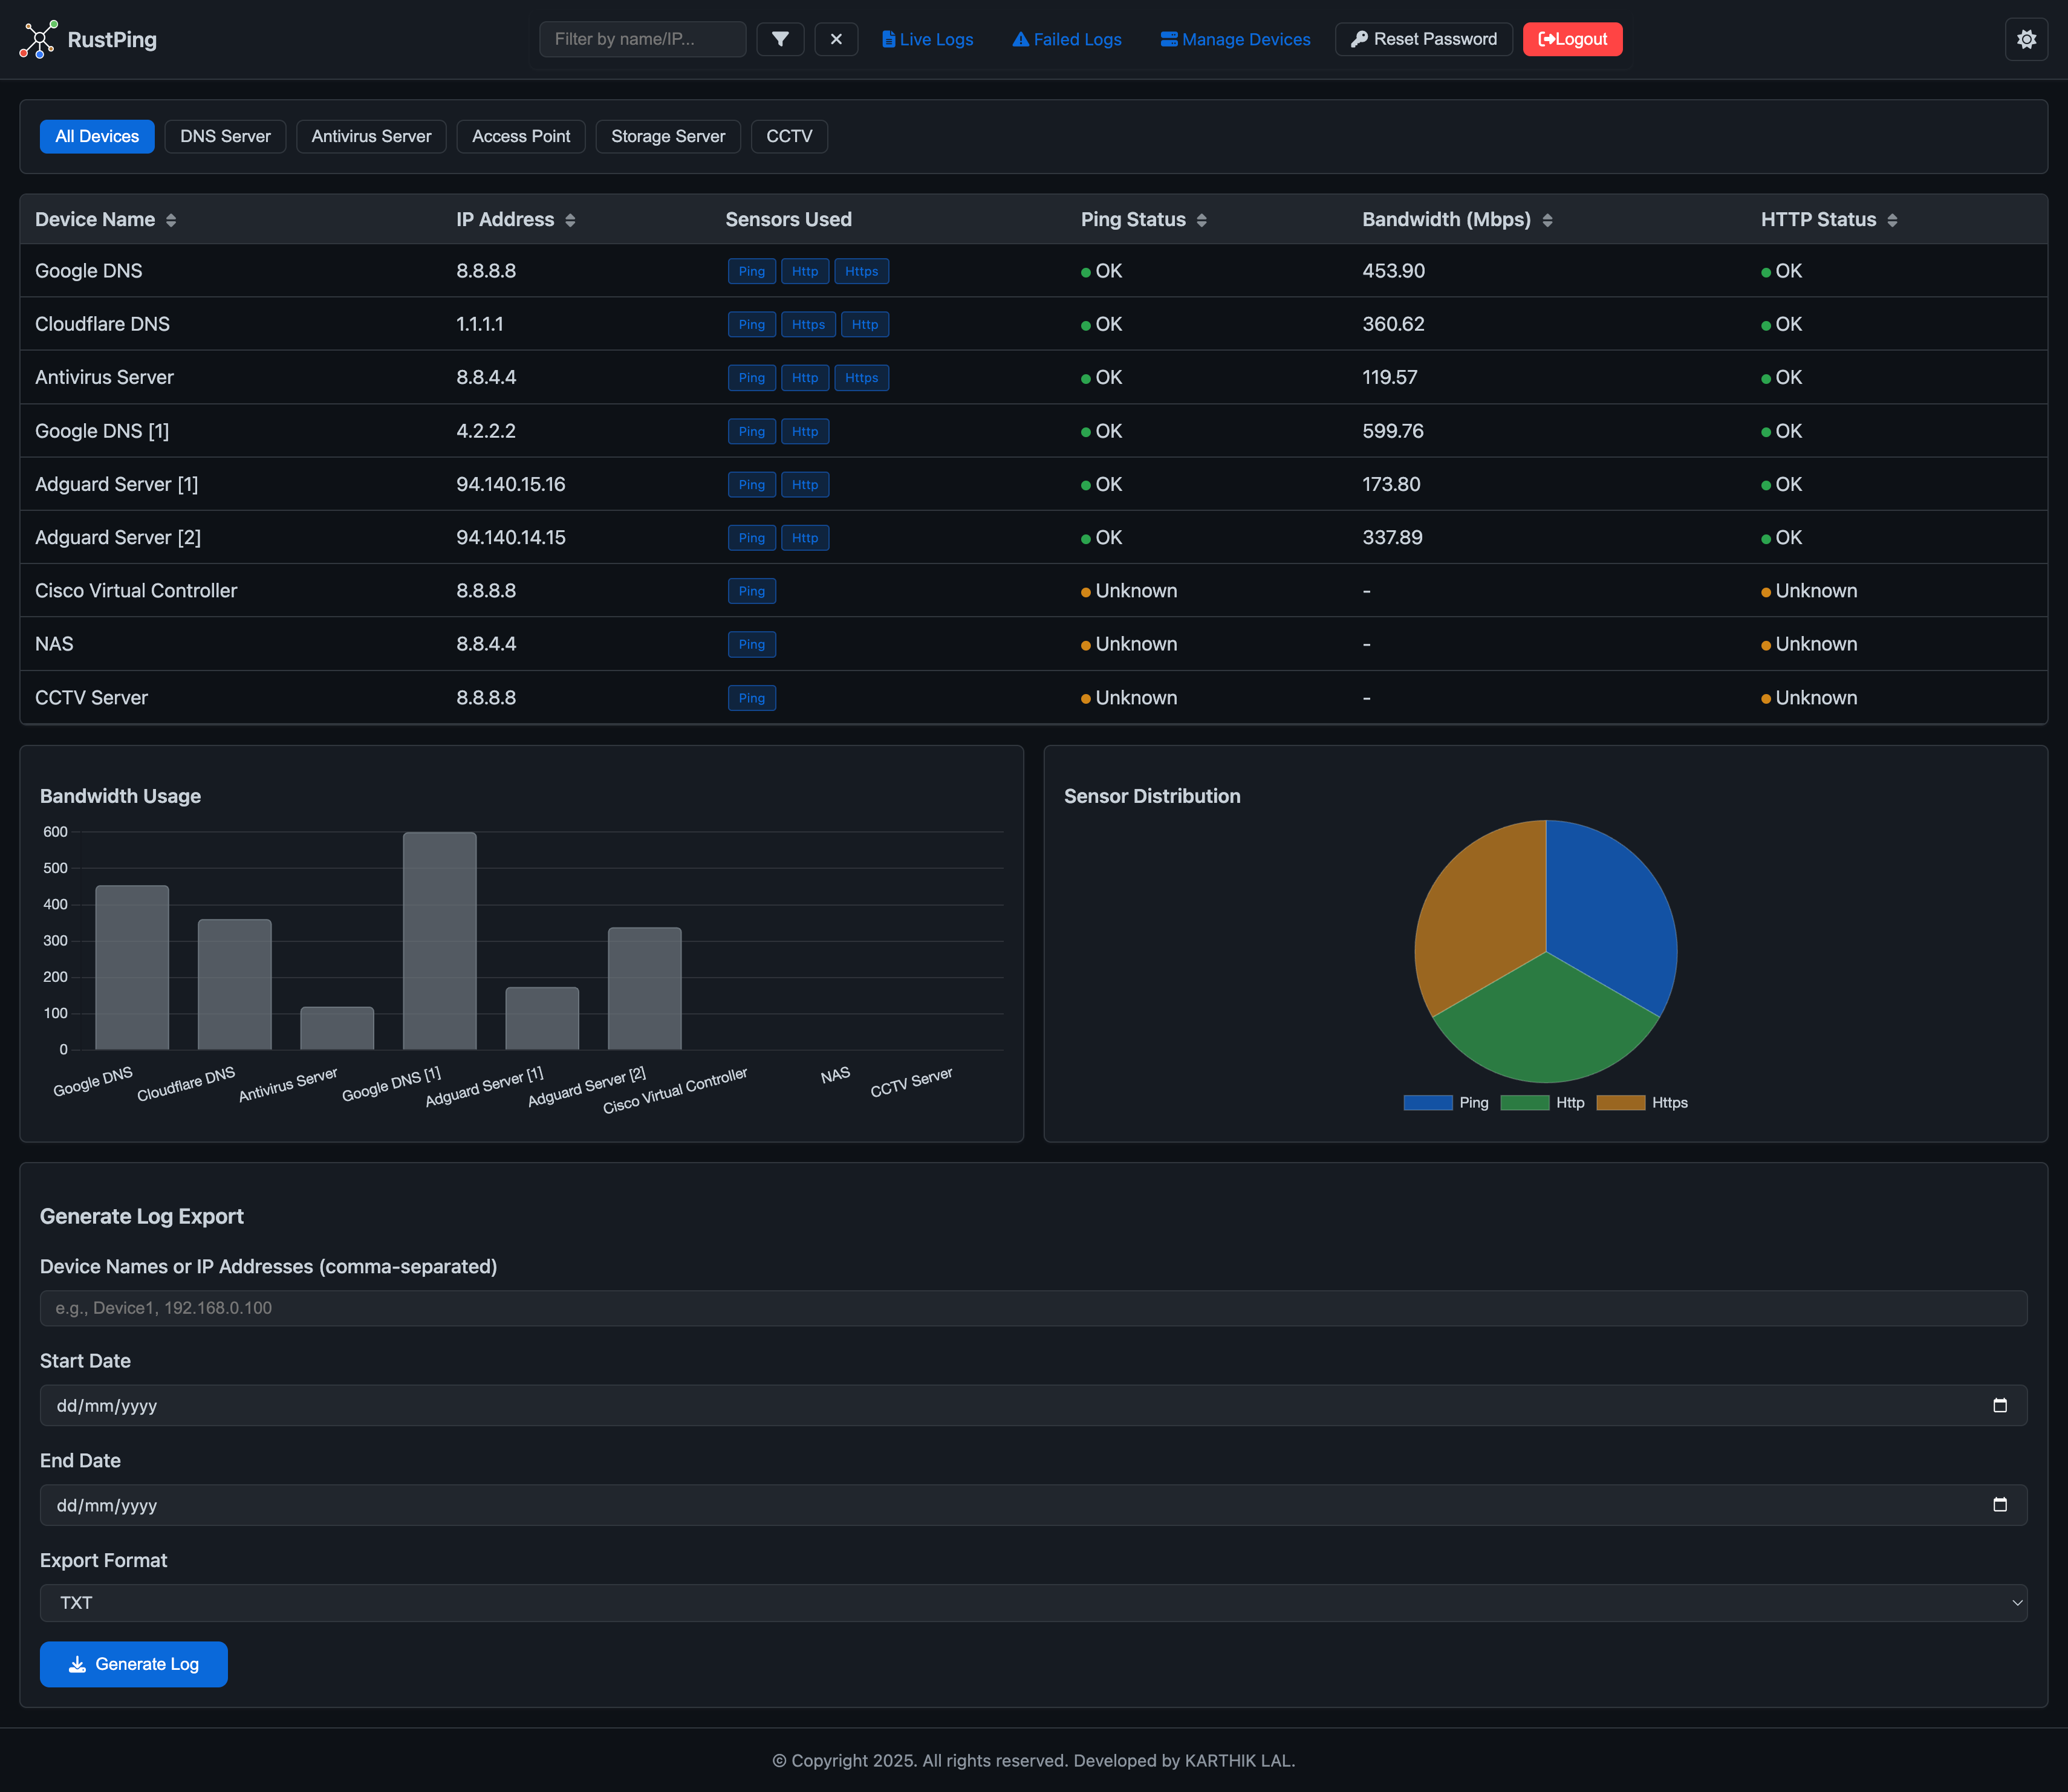 RustPing
Filter by name/IP...
Live Logs
Failed Logs
Manage Devices
Reset Password
Logout
All Devices
DNS Server
Antivirus Server
Access Point
Storage Server
CCTV
Device Name IP Address Sensors Used Ping Status Bandwidth (Mbps) HTTP Status
Google DNS 8.8.8.8 Ping Http Https OK 453.90 OK
Cloudflare DNS 1.1.1.1 Ping Https Http OK 360.62 OK
Antivirus Server 8.8.4.4 Ping Http Https OK 119.57 OK
Google DNS [1] 4.2.2.2 Ping Http OK 599.76 OK
Adguard Server [1] 94.140.15.16 Ping Http OK 173.80 OK
Adguard Server [2] 94.140.14.15 Ping Http OK 337.89 OK
Cisco Virtual Controller 8.8.8.8 Ping Unknown - Unknown
NAS 8.8.4.4 Ping Unknown - Unknown
CCTV Server 8.8.8.8 Ping Unknown - Unknown
Bandwidth Usage
600
500
400
300
200
100
0
Google DNS
Cloudflare DNS
Antivirus Server
Google DNS [1]
Adguard Server [1]
Adguard Server [2]
Cisco Virtual Controller
NAS
CCTV Server
Sensor Distribution
Ping Http Https
Generate Log Export
Device Names or IP Addresses (comma-separated)
e.g., Device1, 192.168.0.100
Start Date
dd/mm/yyyy
End Date
dd/mm/yyyy
Export Format
TXT
Generate Log
© Copyright 2025. All rights reserved. Developed by KARTHIK LAL.